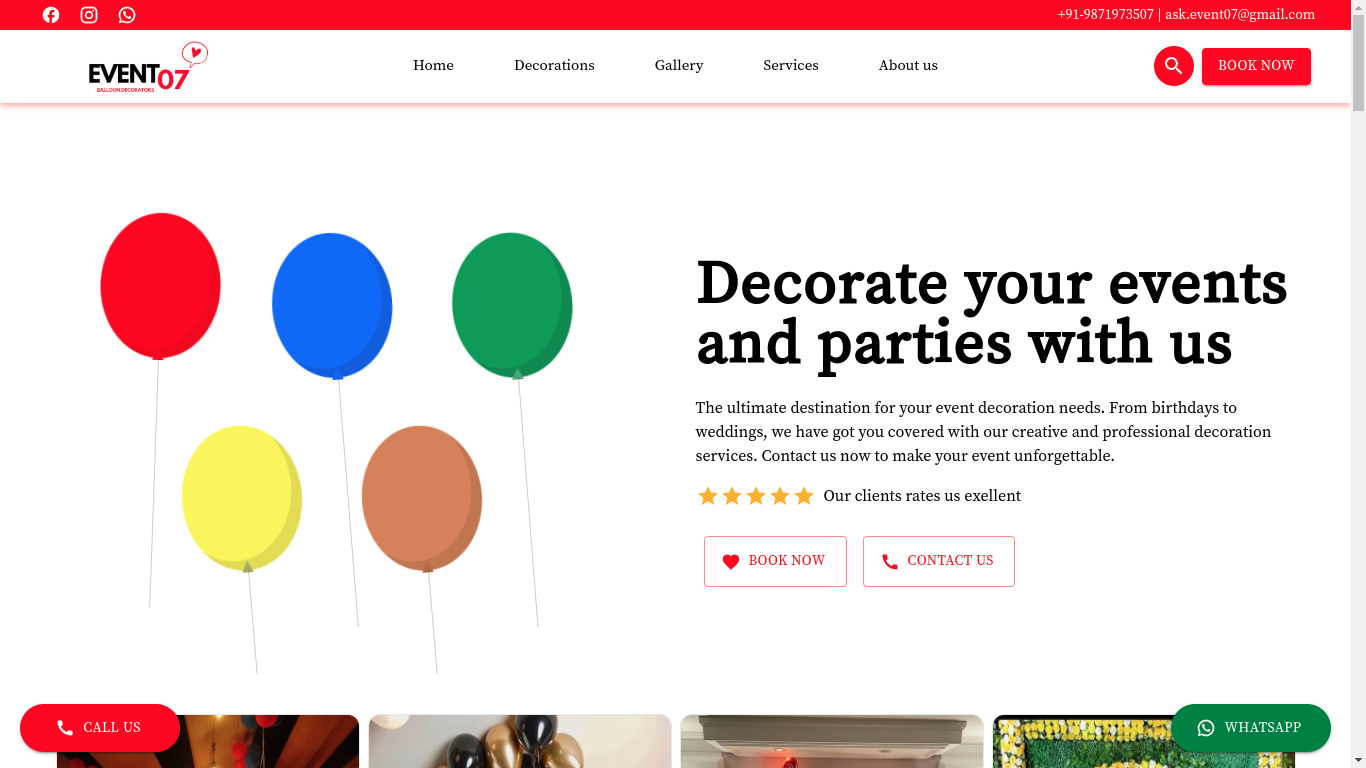 +91-9871973507 | ask.event07@gmail.com
EVENT07
BALLOON DECORATORS
Home
Decorations
Gallery
Services
About us
BOOK NOW
Decorate your events
and parties with us
The ultimate destination for your event decoration needs. From birthdays to
weddings, we have got you covered with our creative and professional decoration
services. Contact us now to make your event unforgettable.
Our clients rates us exellent
BOOK NOW
CONTACT US
CALL US
WHATSAPP